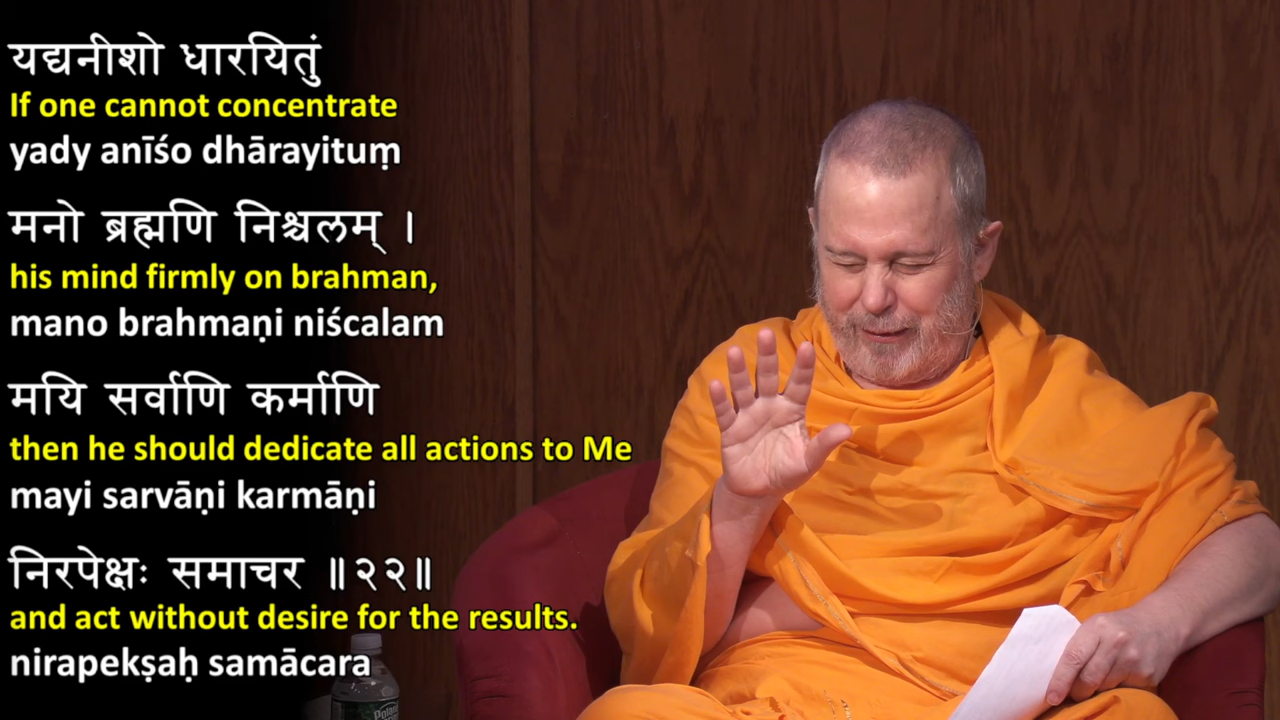 यद्यनीशो धारयितुं
If one cannot concentrate
yady anīśo dhārayituṃ
मनो ब्रह्मणि निश्चलम् ।
his mind firmly on brahman,
mano brahmaṇi niścalam
मयि सर्वाणि कर्माणि
then he should dedicate all actions to Me
mayi sarvāṇi karmāṇi
निरपेक्षः समाचर ॥२२॥
and act without desire for the results.
nirapekṣaḥ samācara